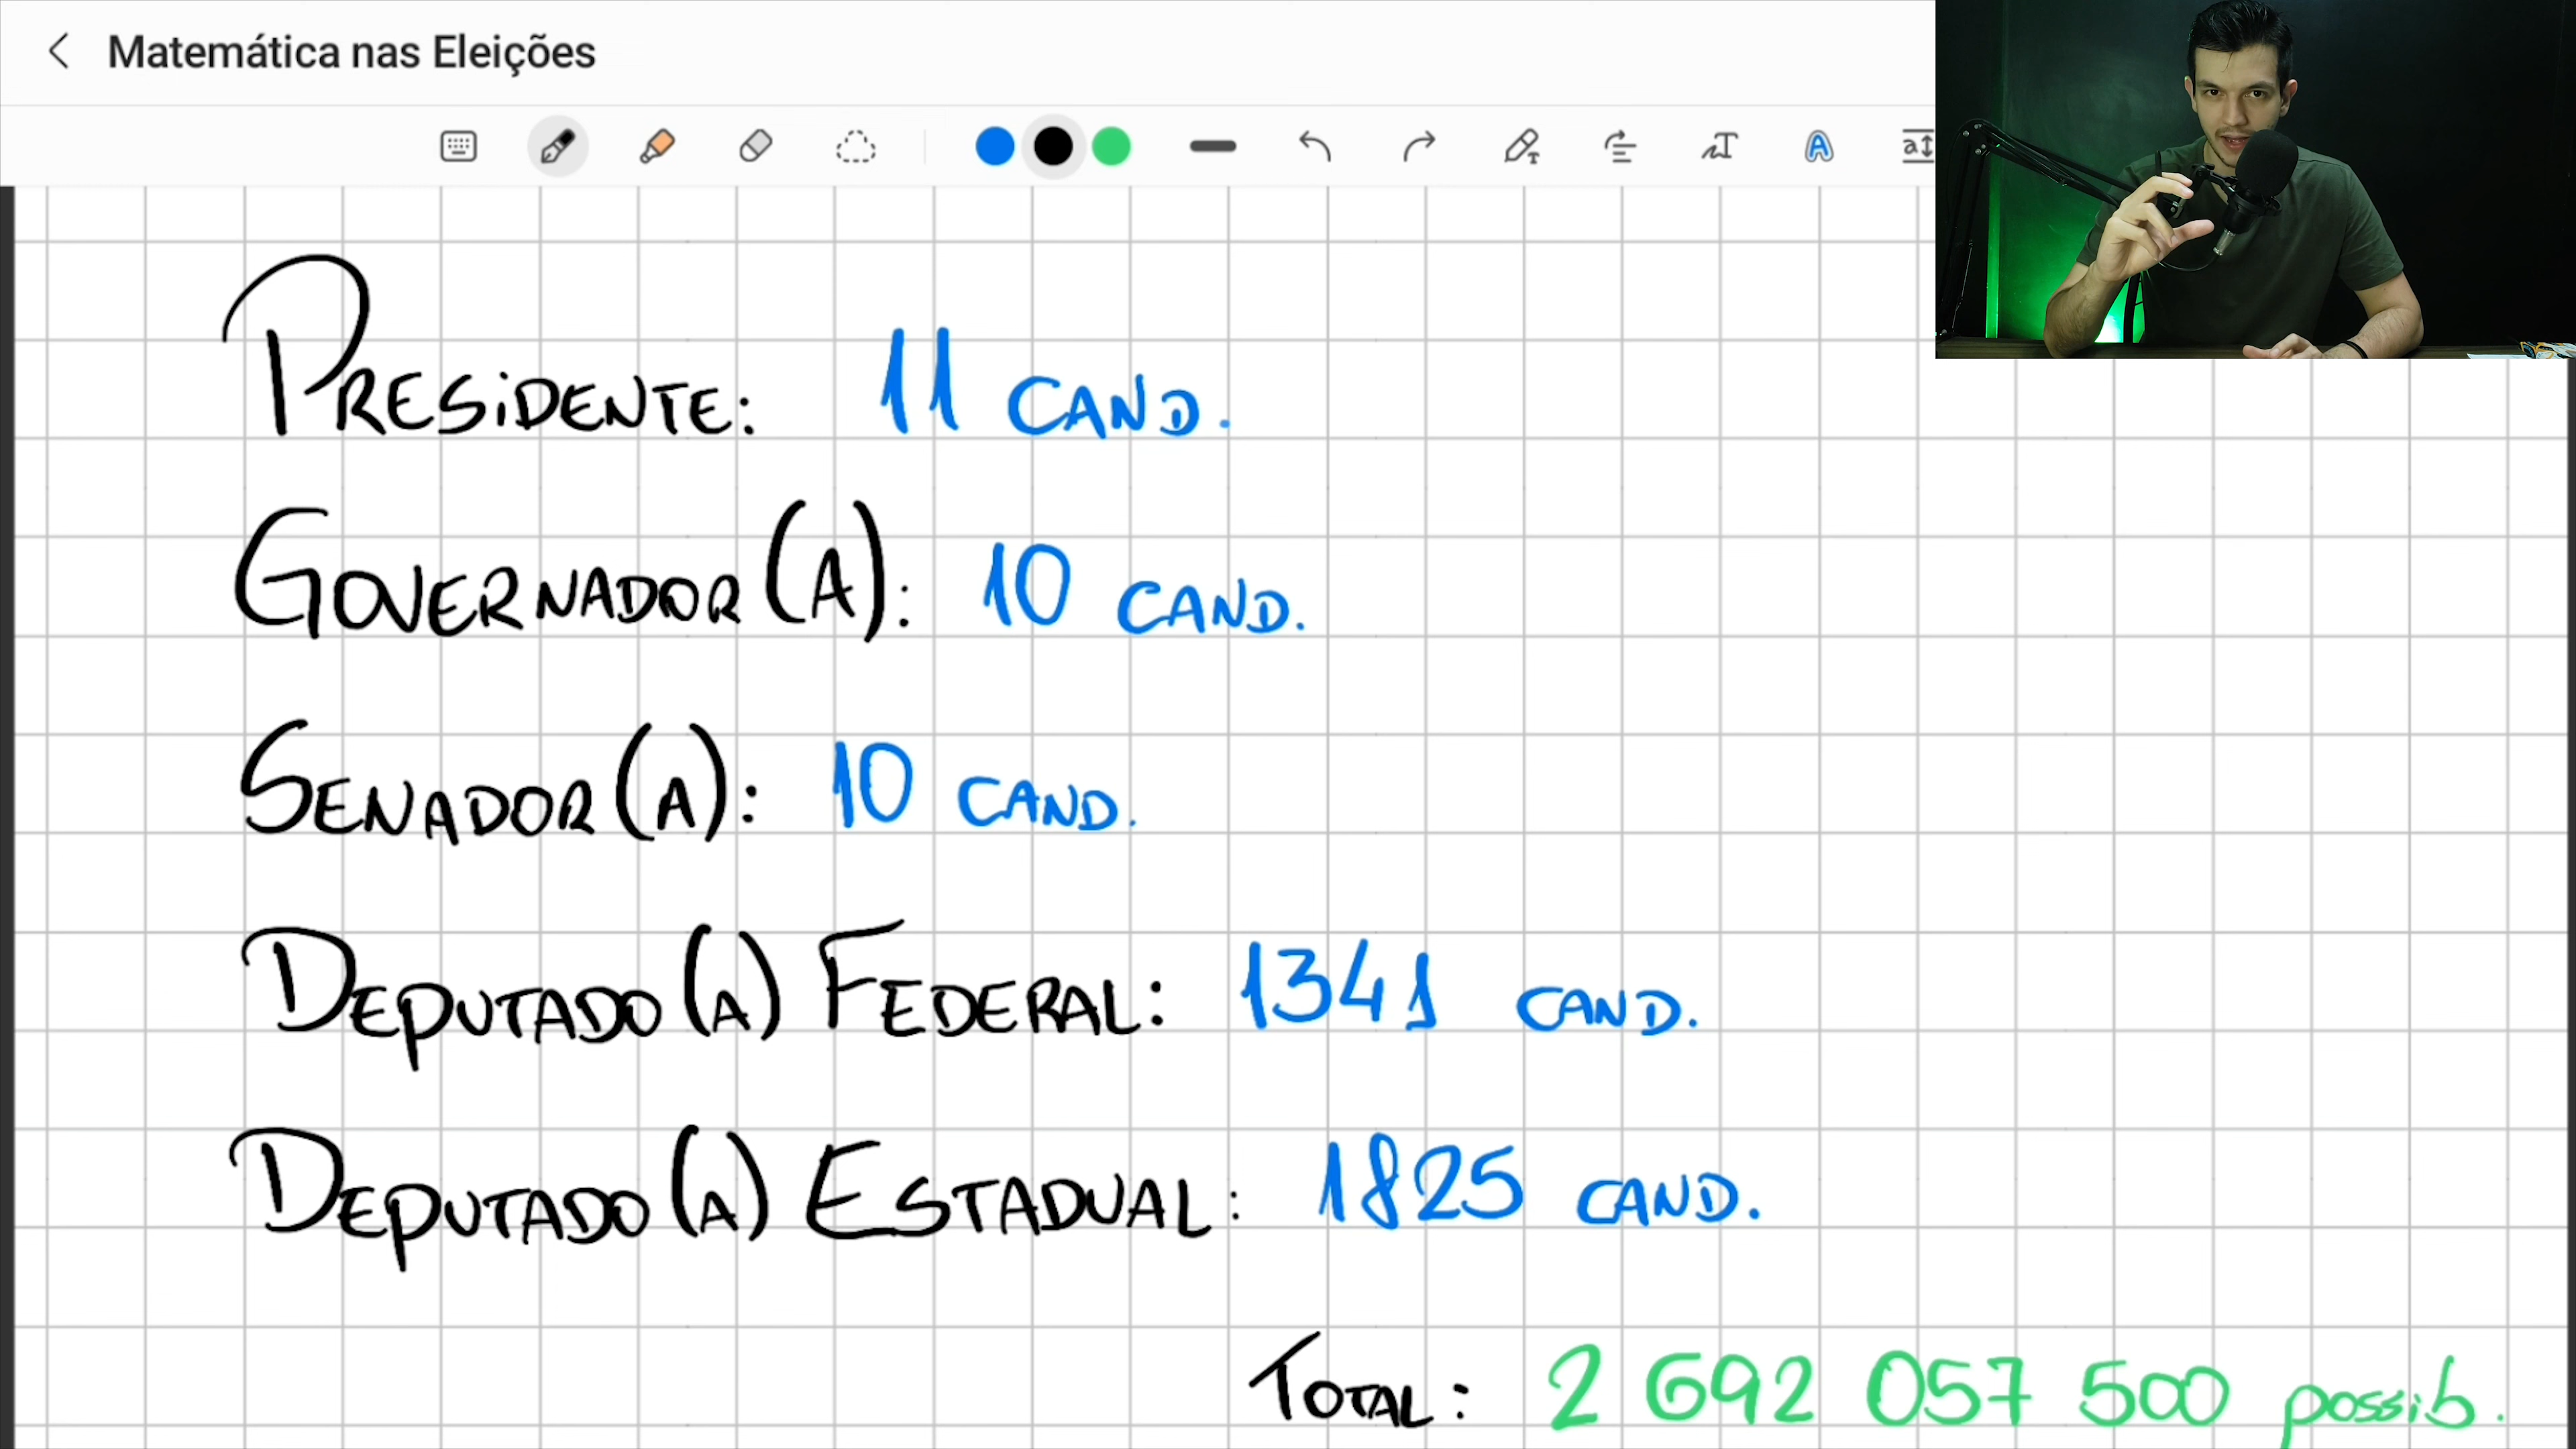 Matemática nas Eleições
PRESIDENTE: 11 CAND.
GOVERNADOR(A): 10 CAND.
SENADOR(A): 10 CAND.
DEPUTADO(A) FEDERAL: 1341 CAND.
DEPUTADO(A) ESTADUAL: 1825 CAND.
TOTAL: 2 692 057 500 possib.